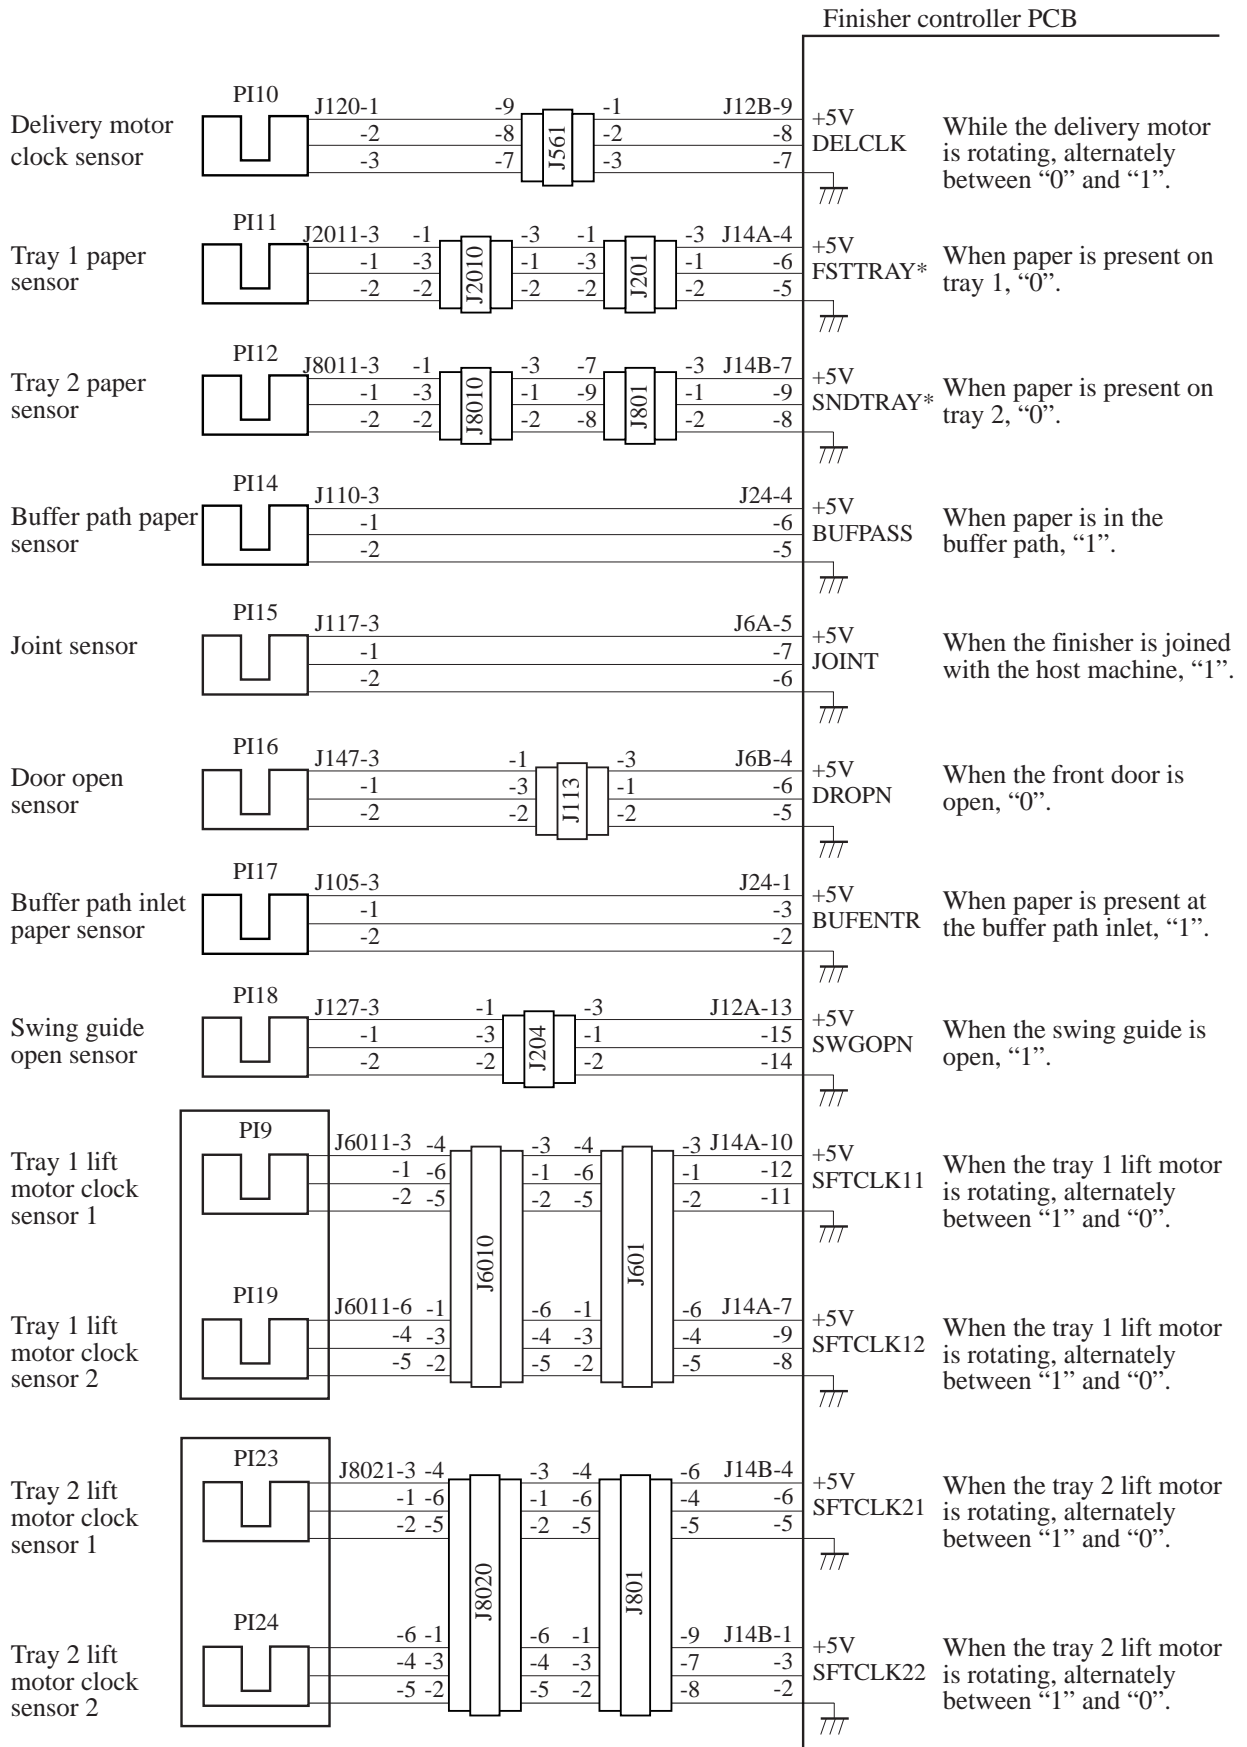 Finisher controller PCB
PI10
Delivery motor
clock sensor
J120-1 -9 -1 J12B-9
-2 -8 -2 -8
-3 -7 -3 -7
J561
+5V
DELCLK
While the delivery motor
is rotating, alternately
between “0” and “1”.
PI11
Tray 1 paper
sensor
J2011-3 -1 -3 -1 -3 J14A-4
-1 -3 -1 -3 -1 -6
-2 -2 -2 -2 -2 -5
J2010
J201
+5V
FSTTRAY*
When paper is present on
tray 1, “0”.
PI12
Tray 2 paper
sensor
J8011-3 -1 -3 -7 -3 J14B-7
-1 -3 -1 -9 -1 -9
-2 -2 -2 -8 -2 -8
J8010
J801
+5V
SNDTRAY*
When paper is present on
tray 2, “0”.
PI14
Buffer path paper
sensor
J110-3 J24-4
-1 -6
-2 -5
+5V
BUFPASS
When paper is in the
buffer path, “1”.
PI15
Joint sensor
J117-3 J6A-5
-1 -7
-2 -6
+5V
JOINT
When the finisher is joined
with the host machine, “1”.
PI16
Door open
sensor
J147-3 -1 -3 J6B-4
-1 -3 -1 -6
-2 -2 -2 -5
J113
+5V
DROPN
When the front door is
open, “0”.
PI17
Buffer path inlet
paper sensor
J105-3 J24-1
-1 -3
-2 -2
+5V
BUFENTR
When paper is present at
the buffer path inlet, “1”.
PI18
Swing guide
open sensor
J127-3 -1 -3 J12A-13
-1 -3 -1 -15
-2 -2 -2 -14
J204
+5V
SWGOPN
When the swing guide is
open, “1”.
PI9
Tray 1 lift
motor clock
sensor 1
J6011-3 -4 -3 -4 -3 J14A-10
-1 -6 -1 -6 -1 -12
-2 -5 -2 -5 -2 -11
J6010
J601
+5V
SFTCLK11
When the tray 1 lift motor
is rotating, alternately
between “1” and “0”.
PI19
Tray 1 lift
motor clock
sensor 2
J6011-6 -1 -6 -1 -6 J14A-7
-4 -3 -4 -3 -4 -9
-5 -2 -5 -2 -5 -8
+5V
SFTCLK12
When the tray 1 lift motor
is rotating, alternately
between “1” and “0”.
PI23
Tray 2 lift
motor clock
sensor 1
J8021-3 -4 -3 -4 -6 J14B-4
-1 -6 -1 -6 -4 -6
-2 -5 -2 -5 -5 -5
J8020
J801
+5V
SFTCLK21
When the tray 2 lift motor
is rotating, alternately
between “1” and “0”.
PI24
Tray 2 lift
motor clock
sensor 2
-6 -1 -6 -1 -9 J14B-1
-4 -3 -4 -3 -7 -3
-5 -2 -5 -2 -8 -2
+5V
SFTCLK22
When the tray 2 lift motor
is rotating, alternately
between “1” and “0”.